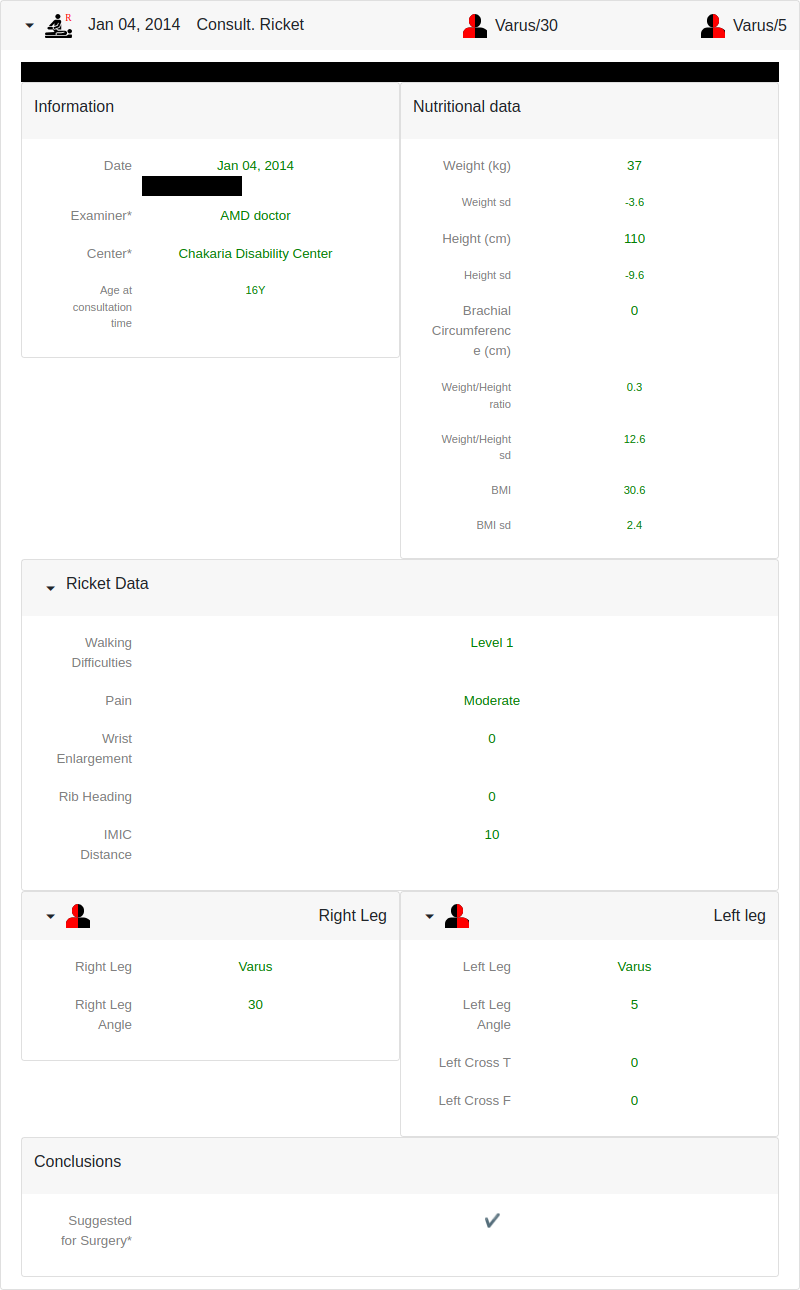 R
Jan 04, 2014 Consult. Ricket Varus/30 Varus/5
Information
Date Jan 04, 2014
Examiner* AMD doctor
Center* Chakaria Disability Center
Age at 16Y
consultation
time
Nutritional data
Weight (kg) 37
Weight sd -3.6
Height (cm) 110
Height sd -9.6
Brachial 0
Circumferenc
e (cm)
Weight/Height 0.3
ratio
Weight/Height 12.6
sd
BMI 30.6
BMI sd 2.4
Ricket Data
Walking Level 1
Difficulties
Pain Moderate
Wrist 0
Enlargement
Rib Heading 0
IMIC 10
Distance
Right Leg
Right Leg Varus
Right Leg 30
Angle
Left leg
Left Leg Varus
Left Leg 5
Angle
Left Cross T 0
Left Cross F 0
Conclusions
Suggested ✔
for Surgery*